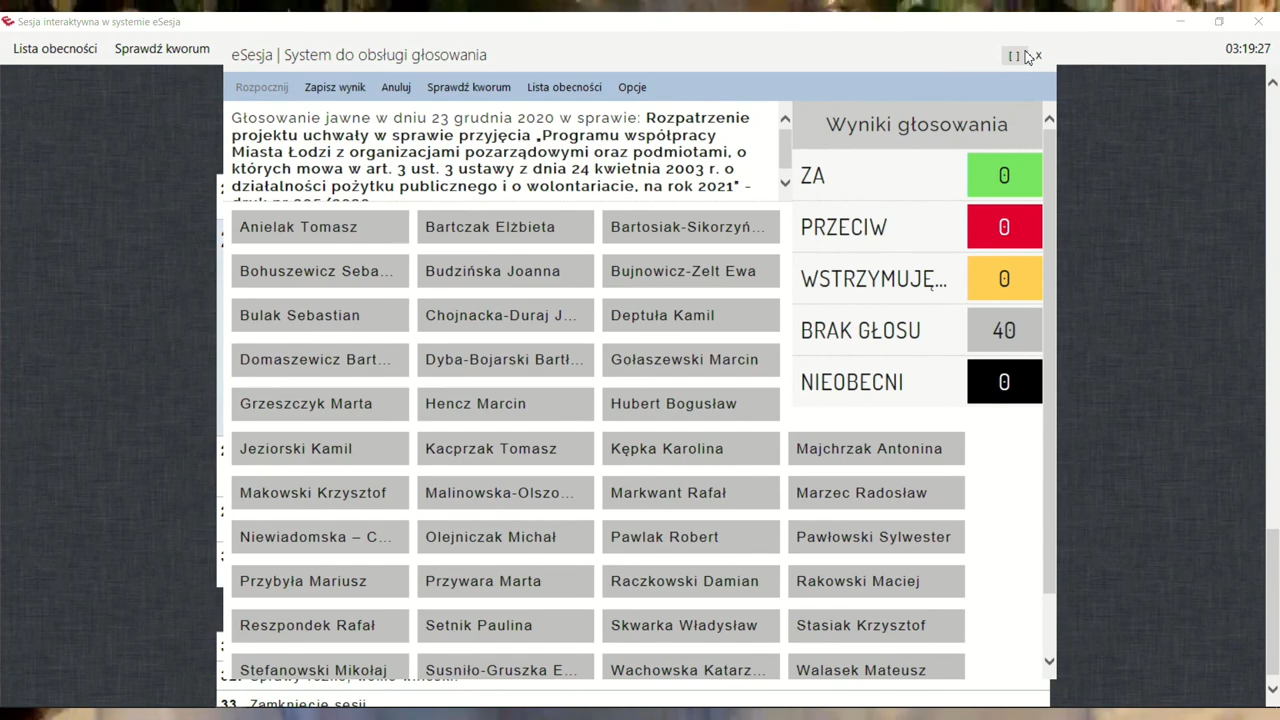 Sesja interaktywna w systemie eSesja
Lista obecności Sprawdź kworum 03:19:27
eSesja | System do obsługi głosowania [ ] x
Rozpocznij Zapisz wynik Anuluj Sprawdź kworum Lista obecności Opcje
Głosowanie jawne w dniu 23 grudnia 2020 w sprawie: Rozpatrzenie
projektu uchwały w sprawie przyjęcia „Programu współpracy
Miasta Łodzi z organizacjami pozarządowymi oraz podmiotami, o
których mowa w art. 3 ust. 3 ustawy z dnia 24 kwietnia 2003 r. o
działalności pożytku publicznego i o wolontariacie, na rok 2021" -
Wyniki głosowania
ZA 0
PRZECIW 0
WSTRZYMUJĘ... 0
BRAK GŁOSU 40
NIEOBECNI 0
Anielak Tomasz Bartczak Elżbieta Bartosiak-Sikorzyń...
Bohuszewicz Seba... Budzińska Joanna Bujnowicz-Zelt Ewa
Bulak Sebastian Chojnacka-Duraj J... Deptuła Kamil
Domaszewicz Bart... Dyba-Bojarski Bartł... Gołaszewski Marcin
Grzeszczyk Marta Hencz Marcin Hubert Bogusław
Jeziorski Kamil Kacprzak Tomasz Kępka Karolina Majchrzak Antonina
Makowski Krzysztof Malinowska-Olszo... Markwant Rafał Marzec Radosław
Niewiadomska – C... Olejniczak Michał Pawlak Robert Pawłowski Sylwester
Przybyła Mariusz Przywara Marta Raczkowski Damian Rakowski Maciej
Reszpondek Rafał Setnik Paulina Skwarka Władysław Stasiak Krzysztof
Stefanowski Mikołaj Susniło-Gruszka E... Wachowska Katarz... Walasek Mateusz
33. Zamknięcie sesji